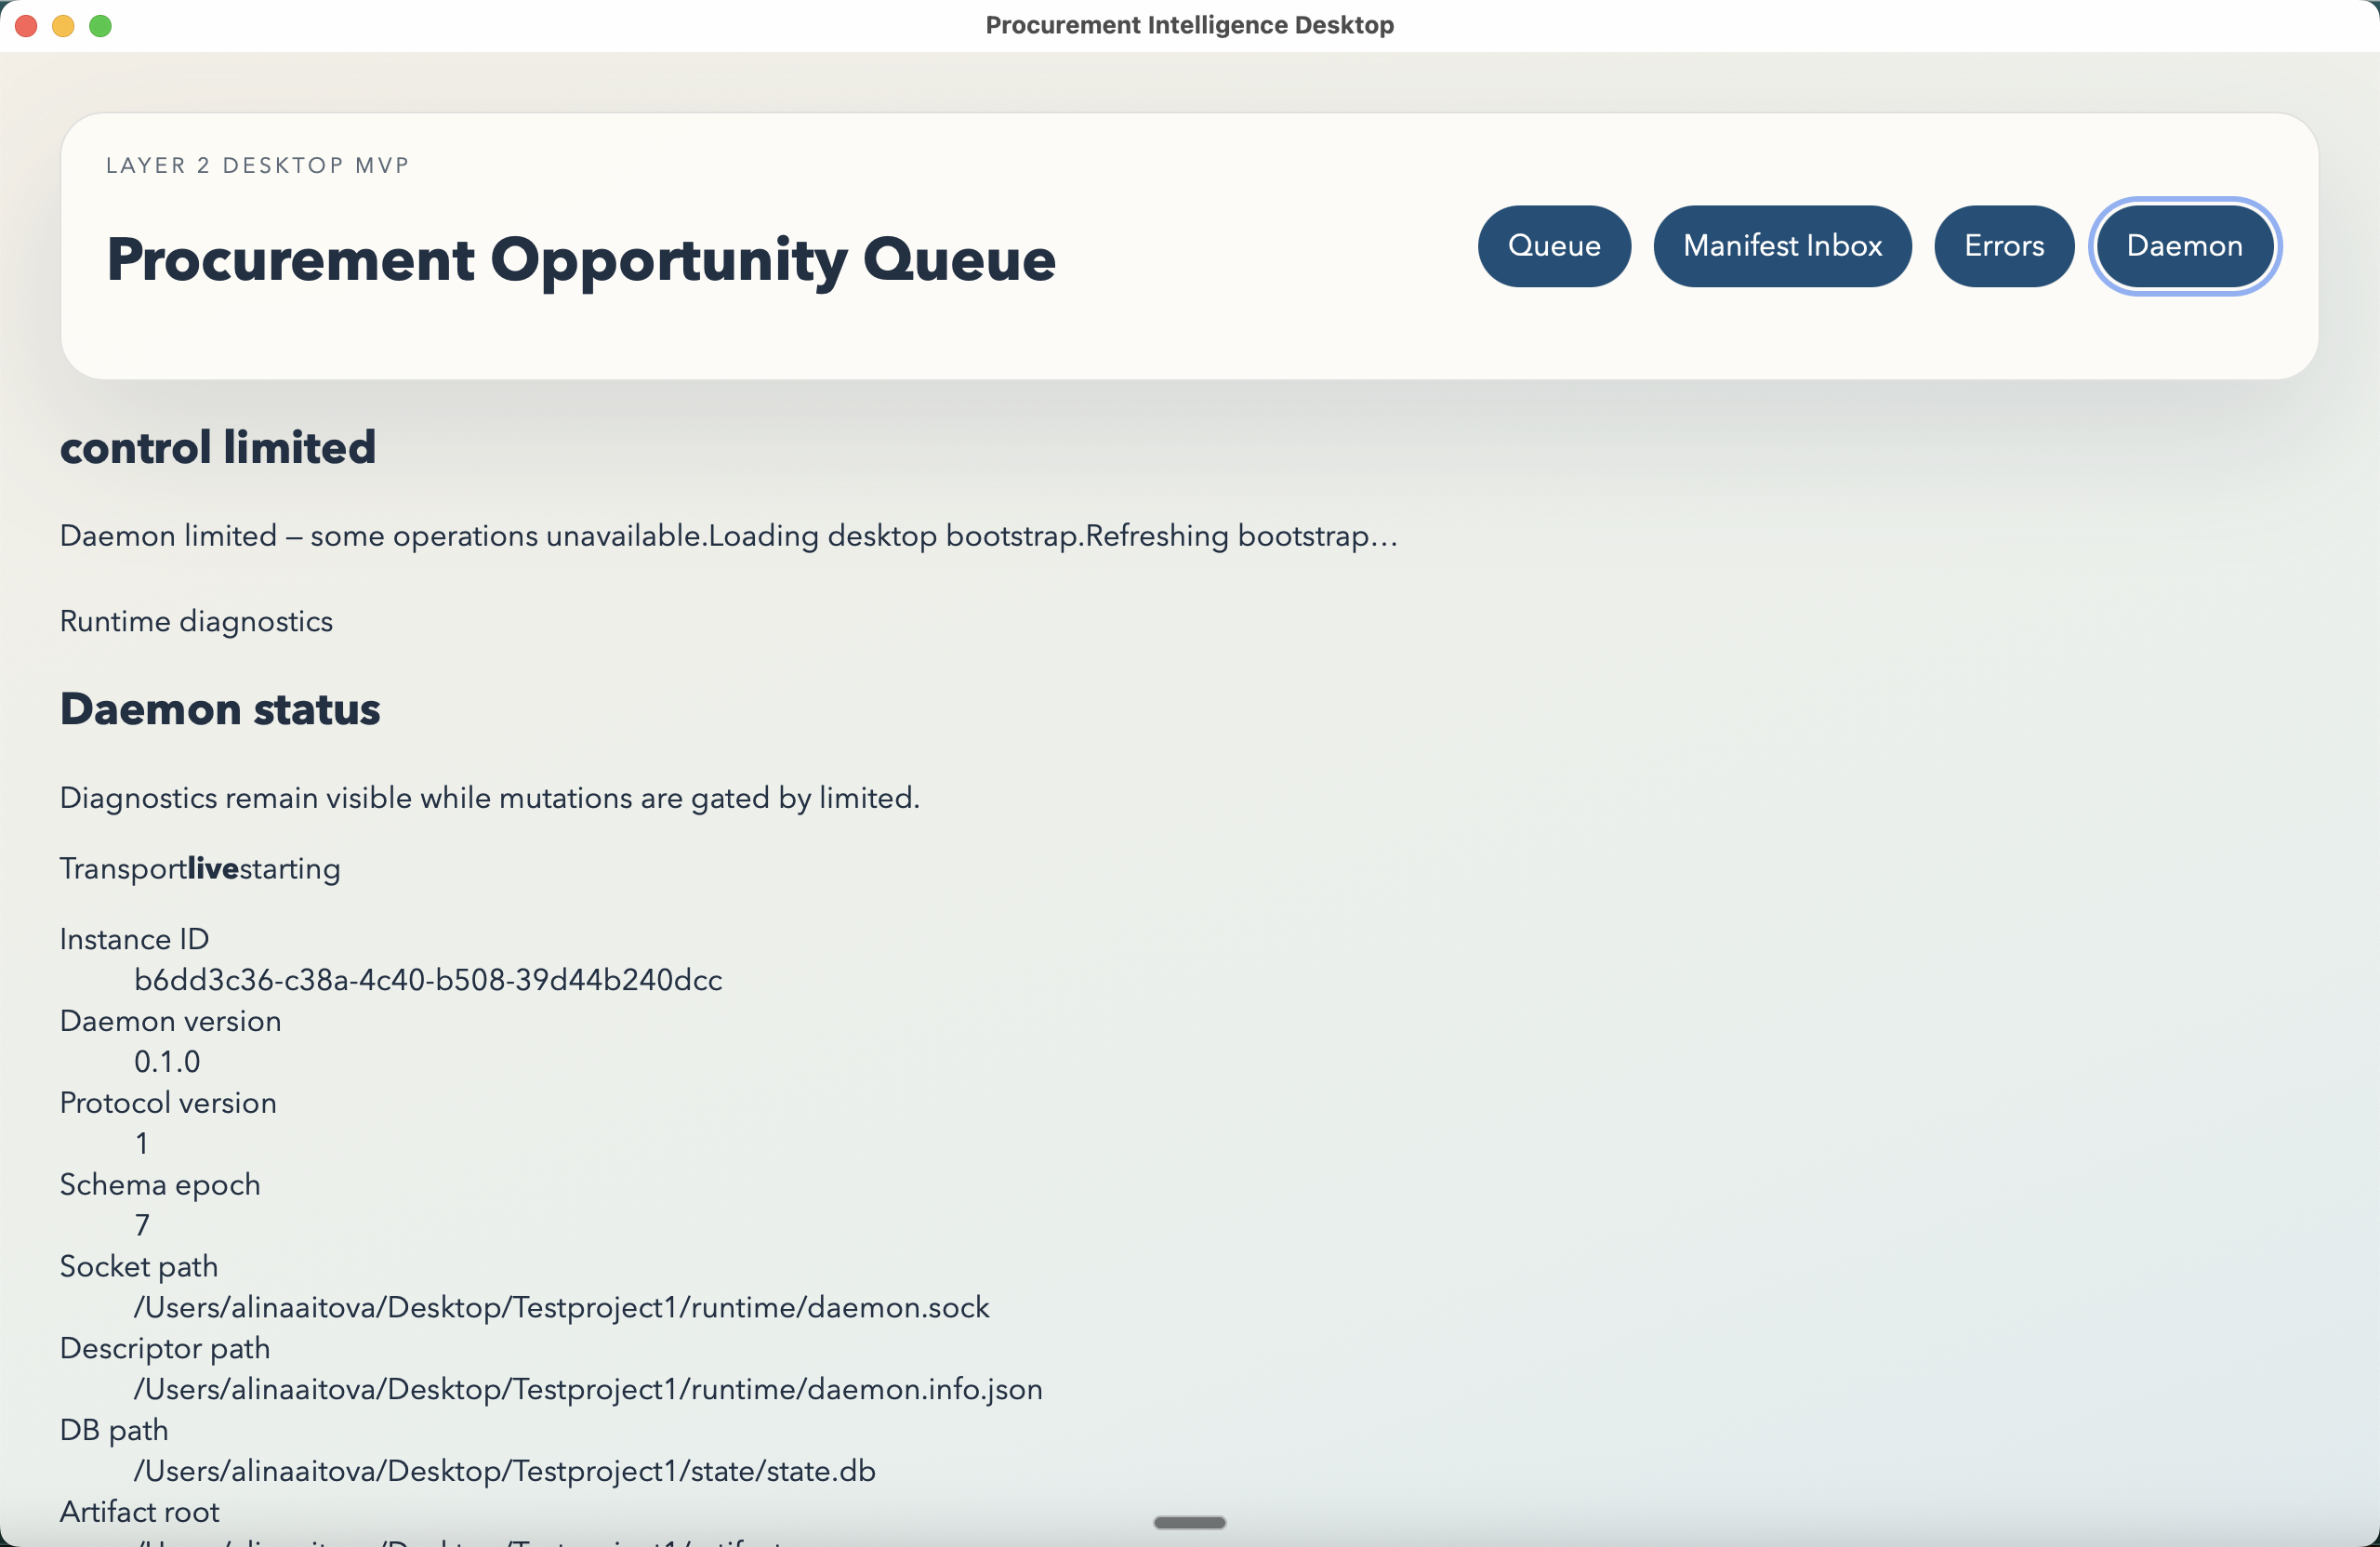 Procurement Intelligence Desktop
LAYER 2 DESKTOP MVP
Procurement Opportunity Queue
Queue
Manifest Inbox
Errors
Daemon
control limited
Daemon limited – some operations unavailable.Loading desktop bootstrap.Refreshing bootstrap…
Runtime diagnostics
Daemon status
Diagnostics remain visible while mutations are gated by limited.
Transportlivestarting
Instance ID
b6dd3c36-c38a-4c40-b508-39d44b240dcc
Daemon version
0.1.0
Protocol version
1
Schema epoch
7
Socket path
/Users/alinaaitova/Desktop/Testproject1/runtime/daemon.sock
Descriptor path
/Users/alinaaitova/Desktop/Testproject1/runtime/daemon.info.json
DB path
/Users/alinaaitova/Desktop/Testproject1/state/state.db
Artifact root